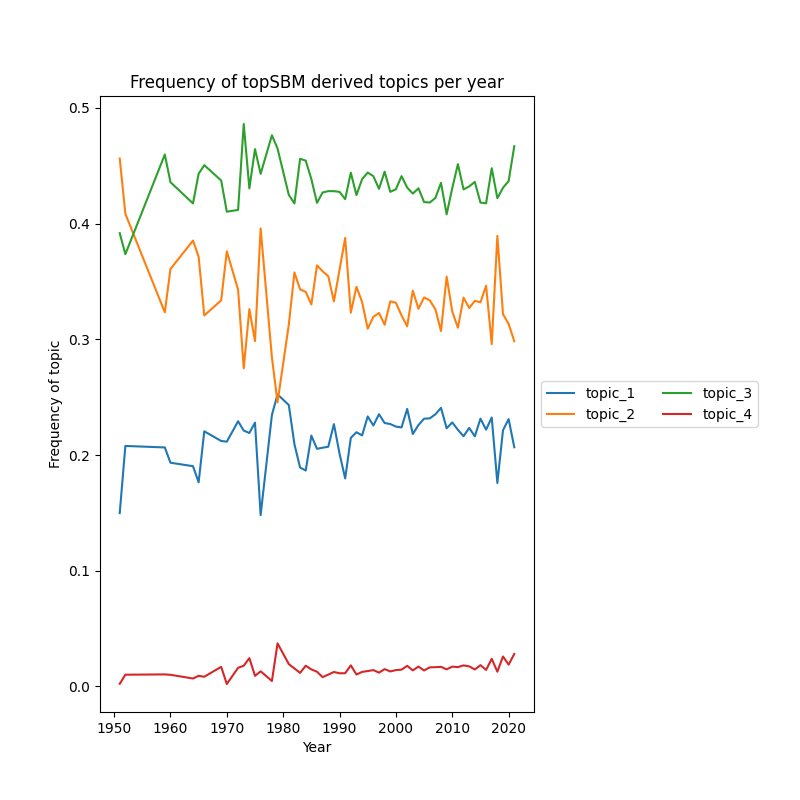 Frequency of topSBM derived topics per year
0.5
0.4
0.3
0.2
0.1
0.0
Frequency of topic
1950 1960 1970 1980 1990 2000 2010 2020
Year
topic_1 topic_3
topic_2 topic_4